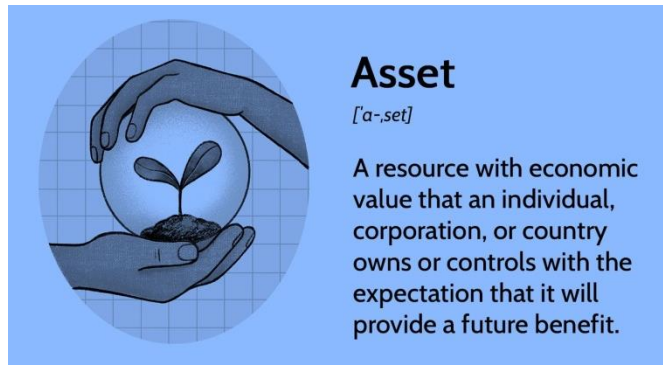 Asset
['a-ˌset]
A resource with economic
value that an individual,
corporation, or country
owns or controls with the
expectation that it will
provide a future benefit.